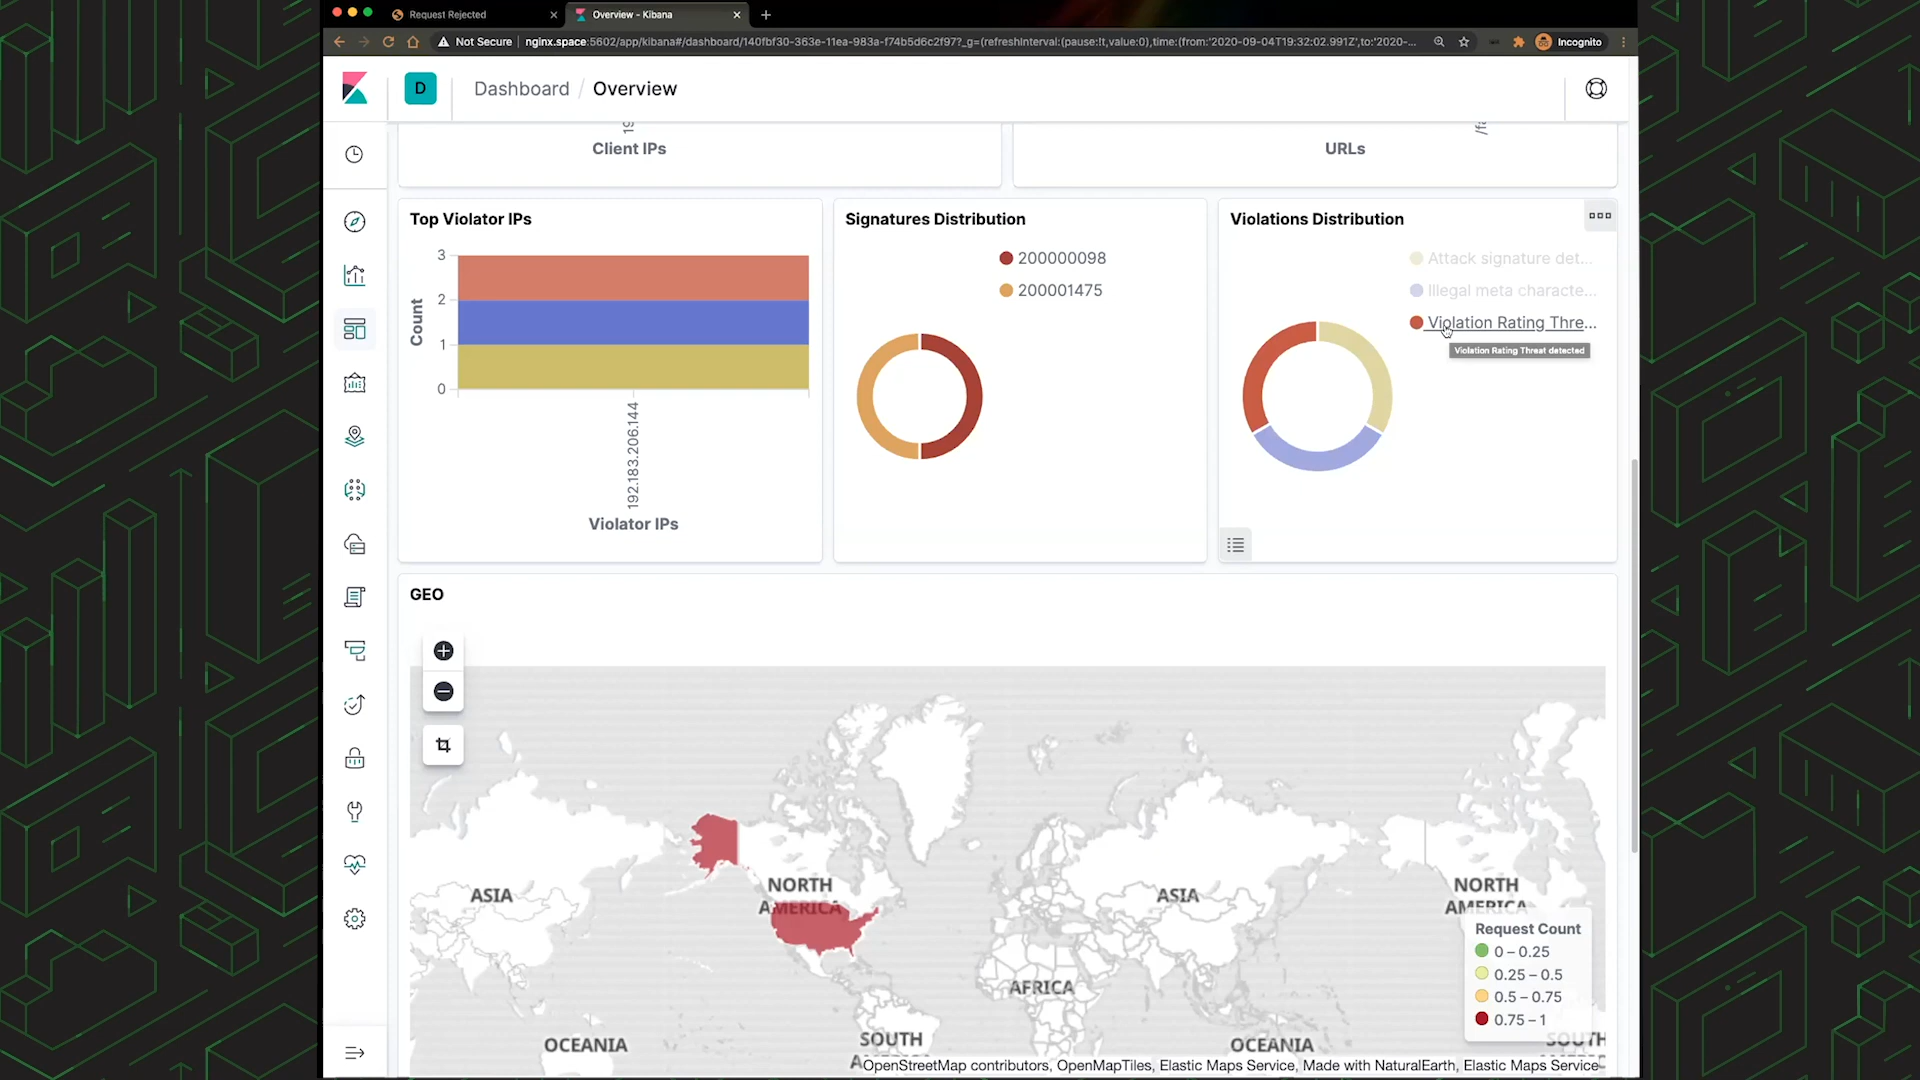 Request Rejected
Overview - Kibana
Not Secure
nginx.space:5602/app/kibana#/dashboard/140fbf30-363e-11ea-983a-f74b5d6c2f97?_g=(refreshInterval:(pause:!t,value:0),time:(from:'2020-09-04T19:32:02.991Z',to:'2020-...
Incognito
D
Dashboard / Overview
Client IPs
URLs
Top Violator IPs
3
2
1
0
Count
192.183.206.144
Violator IPs
Signatures Distribution
200000098
200001475
Violations Distribution
Attack signature det...
Illegal meta characte...
Violation Rating Thre...
Violation Rating Threat detected
GEO
ASIA
NORTH
AMERICA
ASIA
NORTH
AMERICA
AFRICA
OCEANIA
SOUTH
OCEANIA
SOUTH
Request Count
0 – 0.25
0.25 – 0.5
0.5 – 0.75
0.75 – 1
OpenStreetMap contributors, OpenMapTiles, Elastic Maps Service, Made with NaturalEarth, Elastic Maps Service